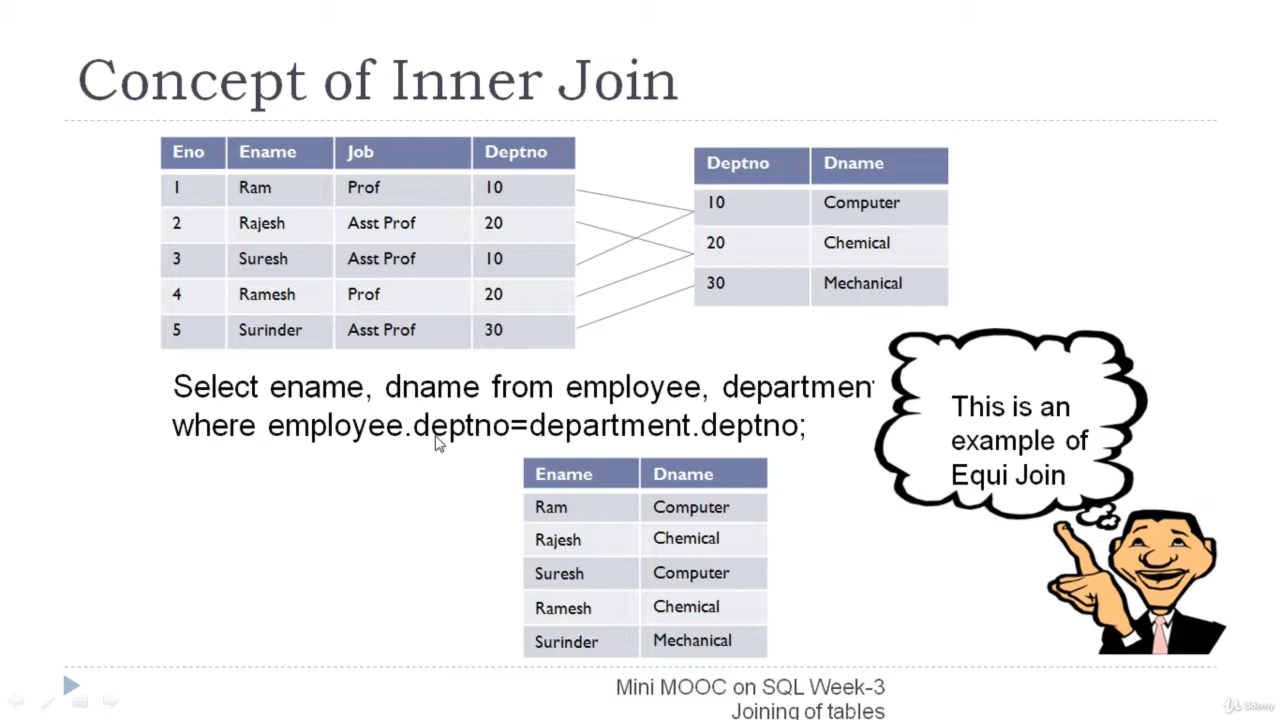 Concept of Inner Join
Eno Ename Job Deptno
1 Ram Prof 10
2 Rajesh Asst Prof 20
3 Suresh Asst Prof 10
4 Ramesh Prof 20
5 Surinder Asst Prof 30
Deptno Dname
10 Computer
20 Chemical
30 Mechanical
Select ename, dname from employee, department
where employee.deptno=department.deptno;
This is an
example of
Equi Join
Ename Dname
Ram Computer
Rajesh Chemical
Suresh Computer
Ramesh Chemical
Surinder Mechanical
Mini MOOC on SQL Week-3
Joining of tables
Udemy